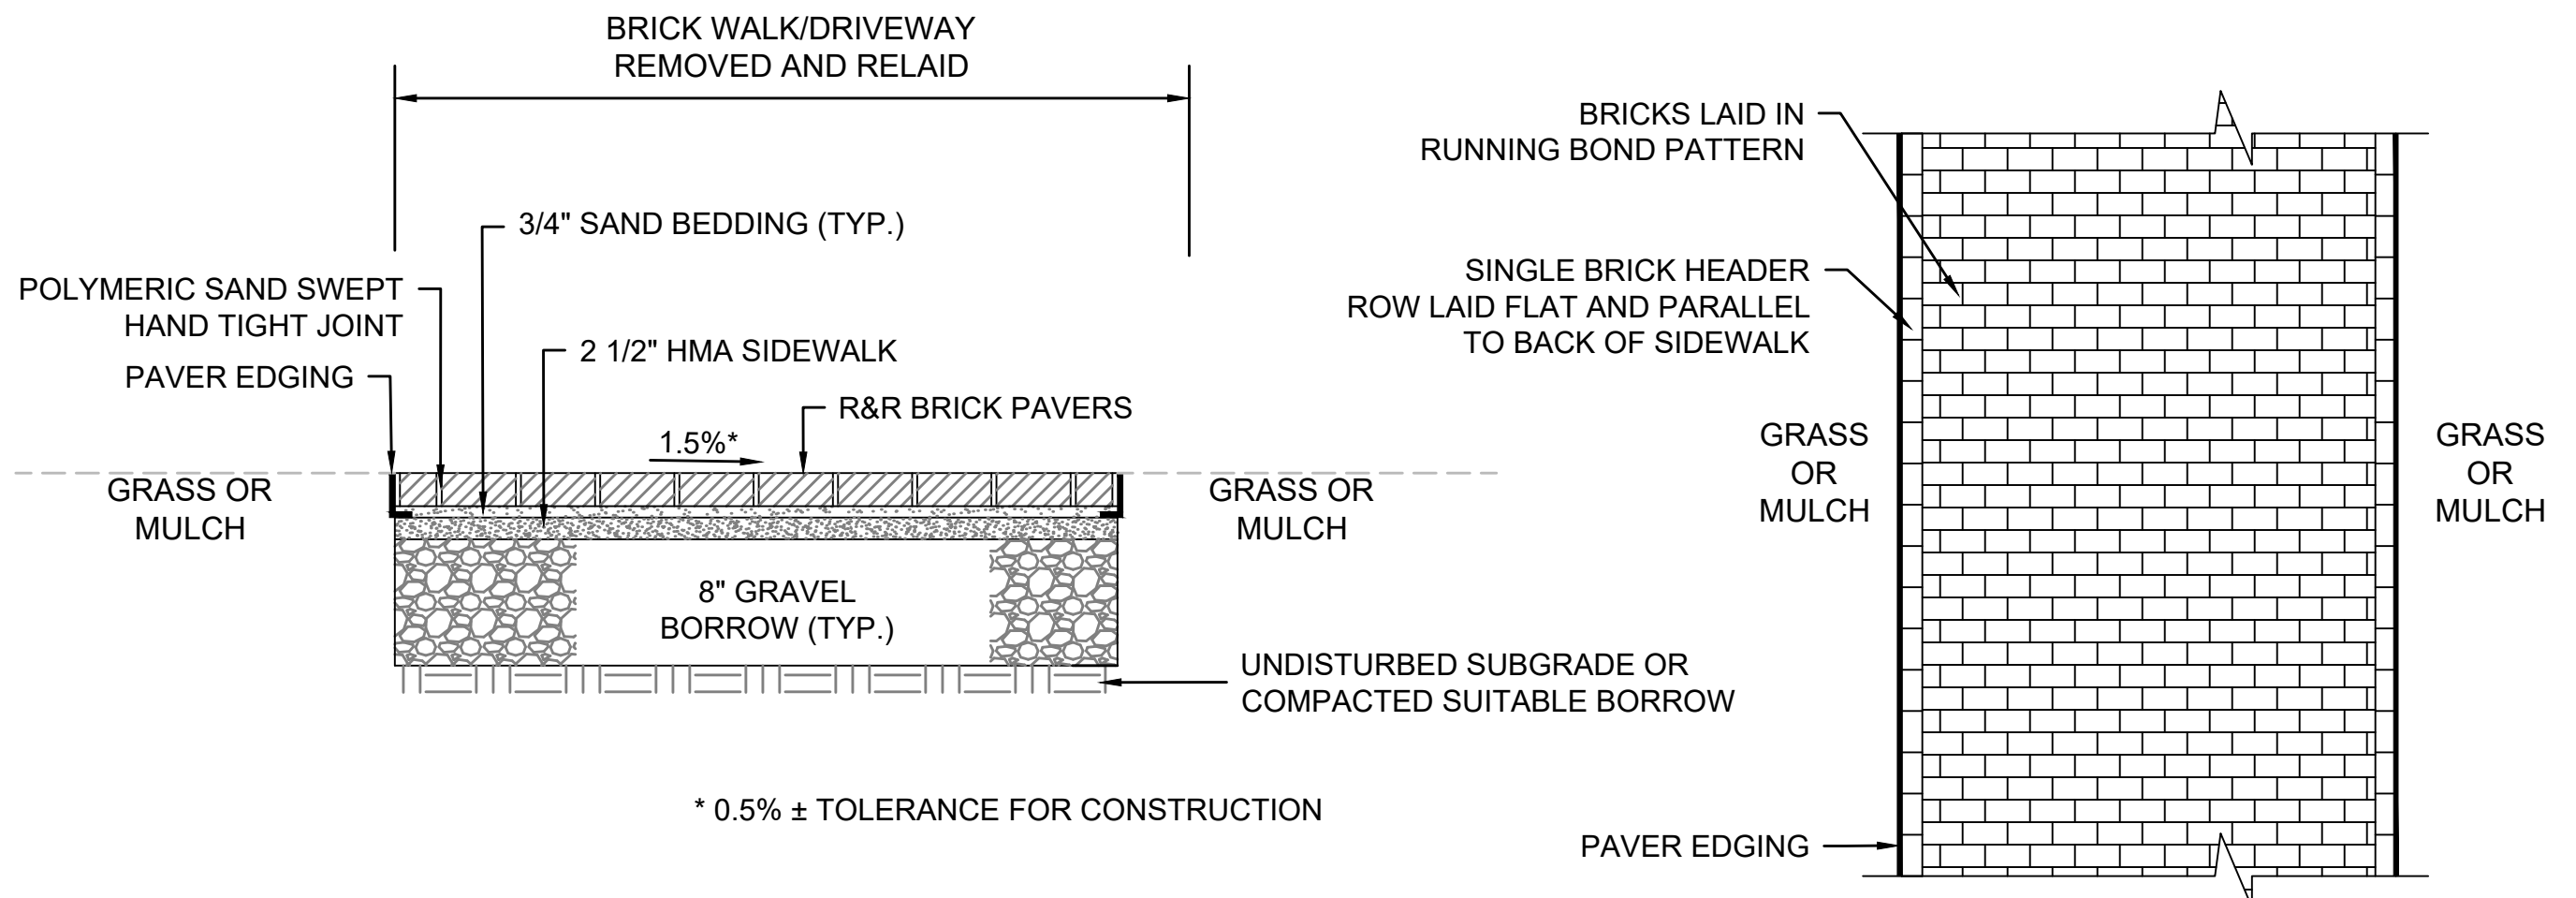 BRICK WALK/DRIVEWAY
REMOVED AND RELAID
3/4" SAND BEDDING (TYP.)
POLYMERIC SAND SWEPT
HAND TIGHT JOINT
2 1/2" HMA SIDEWALK
PAVER EDGING
R&R BRICK PAVERS
1.5%*
GRASS OR
MULCH
GRASS OR
MULCH
8" GRAVEL
BORROW (TYP.)
UNDISTURBED SUBGRADE OR
COMPACTED SUITABLE BORROW
* 0.5% ± TOLERANCE FOR CONSTRUCTION
BRICKS LAID IN
RUNNING BOND PATTERN
SINGLE BRICK HEADER
ROW LAID FLAT AND PARALLEL
TO BACK OF SIDEWALK
GRASS
OR
MULCH
GRASS
OR
MULCH
PAVER EDGING